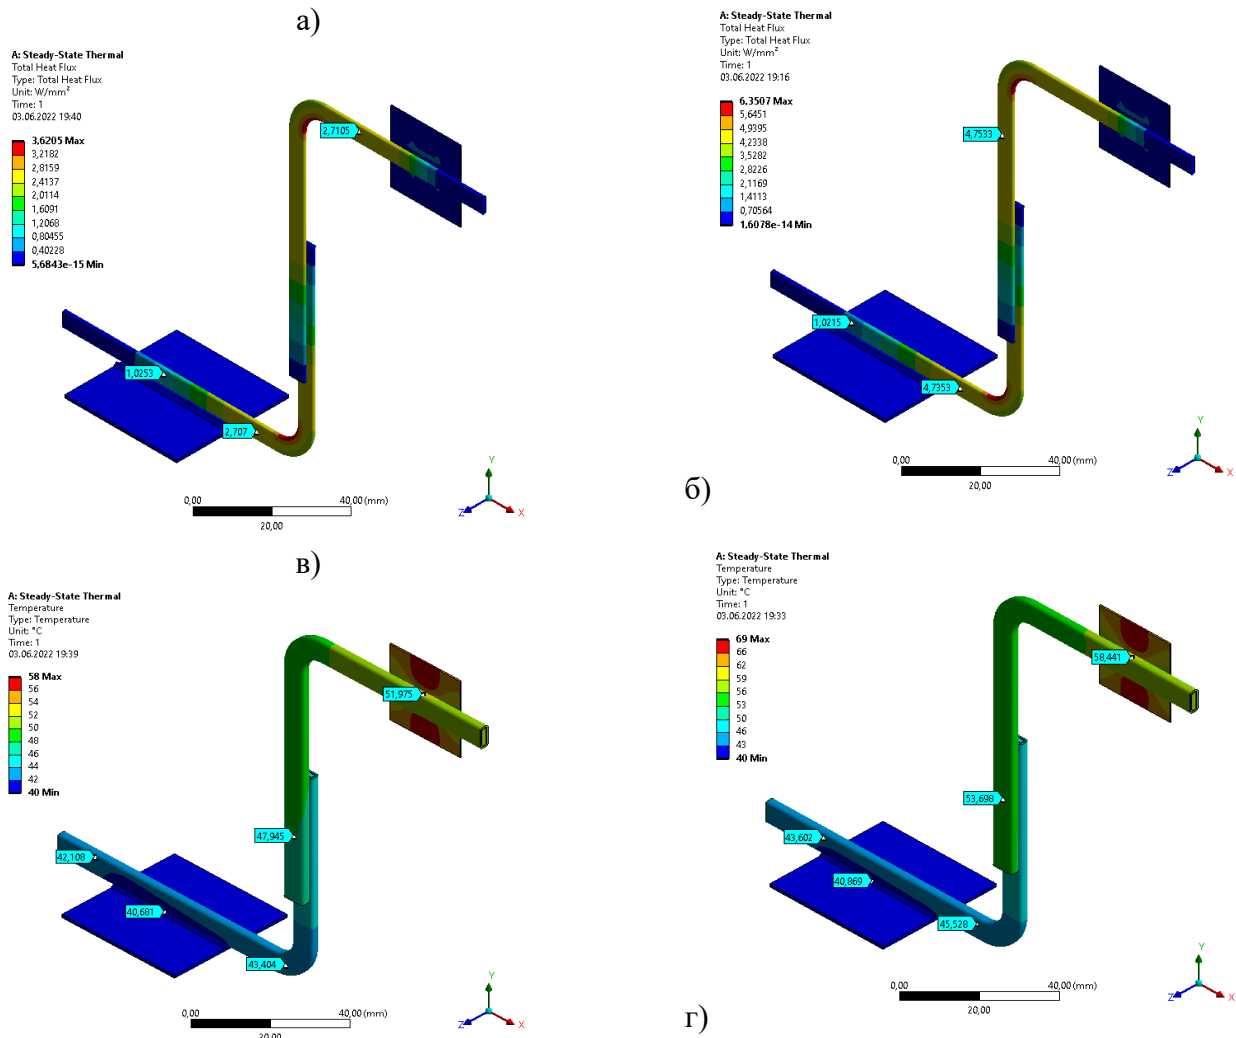 а)
A: Steady-State Thermal
Total Heat Flux
Type: Total Heat Flux
Unit: W/mm²
Time: 1
03.06.2022 19:40
3,6205 Max
3,2182
2,8159
2,4137
2,0114
1,6091
1,2068
0,80455
0,40228
5,6843e-15 Min
2,7105
1,0253
2,707
0,00
40,00 (mm)
20,00
Y
Z
X
б)
A: Steady-State Thermal
Total Heat Flux
Type: Total Heat Flux
Unit: W/mm²
Time: 1
03.06.2022 19:16
6,3507 Max
5,6451
4,9395
4,2338
3,5282
2,8226
2,1169
1,4113
0,70564
1,6078e-14 Min
4,7533
1,0215
4,7353
0,00
40,00 (mm)
20,00
Y
Z
X
в)
A: Steady-State Thermal
Temperature
Type: Temperature
Unit: °C
Time: 1
03.06.2022 19:39
58 Max
56
54
52
50
48
46
44
42
40 Min
51,975
47,945
42,108
40,681
43,404
0,00
40,00 (mm)
20,00
Y
Z
X
A: Steady-State Thermal
Temperature
Type: Temperature
Unit: °C
Time: 1
03.06.2022 19:33
69 Max
66
62
59
56
53
50
46
43
40 Min
58,441
53,698
43,602
40,869
45,528
0,00
40,00 (mm)
20,00
Y
Z
X
г)